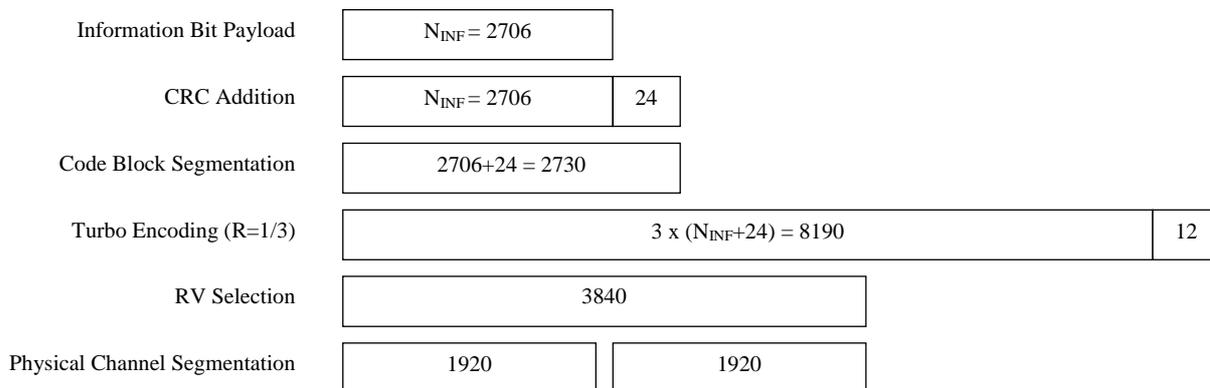 Information Bit Payload N_INF = 2706
CRC Addition N_INF = 2706 24
Code Block Segmentation 2706+24 = 2730
Turbo Encoding (R=1/3) 3 x (N_INF+24) = 8190 12
RV Selection 3840
Physical Channel Segmentation 1920 1920